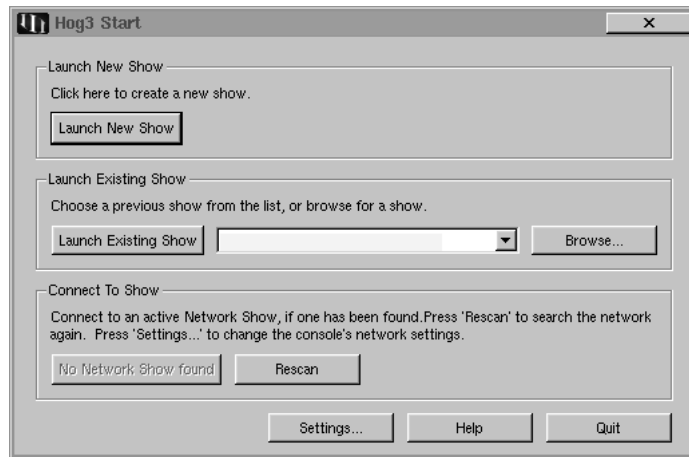 Hog3 Start
x
Launch New Show
Click here to create a new show.
Launch New Show
Launch Existing Show
Choose a previous show from the list, or browse for a show.
Launch Existing Show
Browse...
Connect To Show
Connect to an active Network Show, if one has been found.Press 'Rescan' to search the network
again. Press 'Settings...' to change the console's network settings.
No Network Show found
Rescan
Settings...
Help
Quit